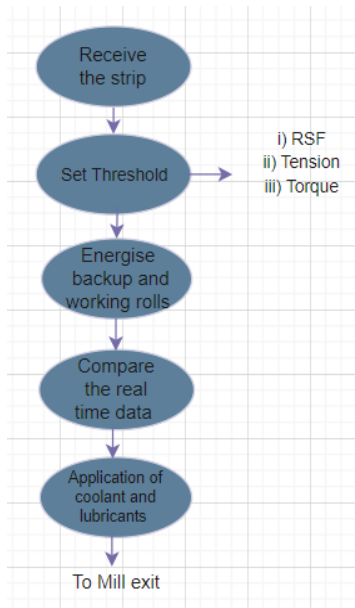 Receive
the strip
Set Threshold
i) RSF
ii) Tension
iii) Torque
Energise
backup and
working rolls
Compare
the real
time data
Application of
coolant and
lubricants
To Mill exit